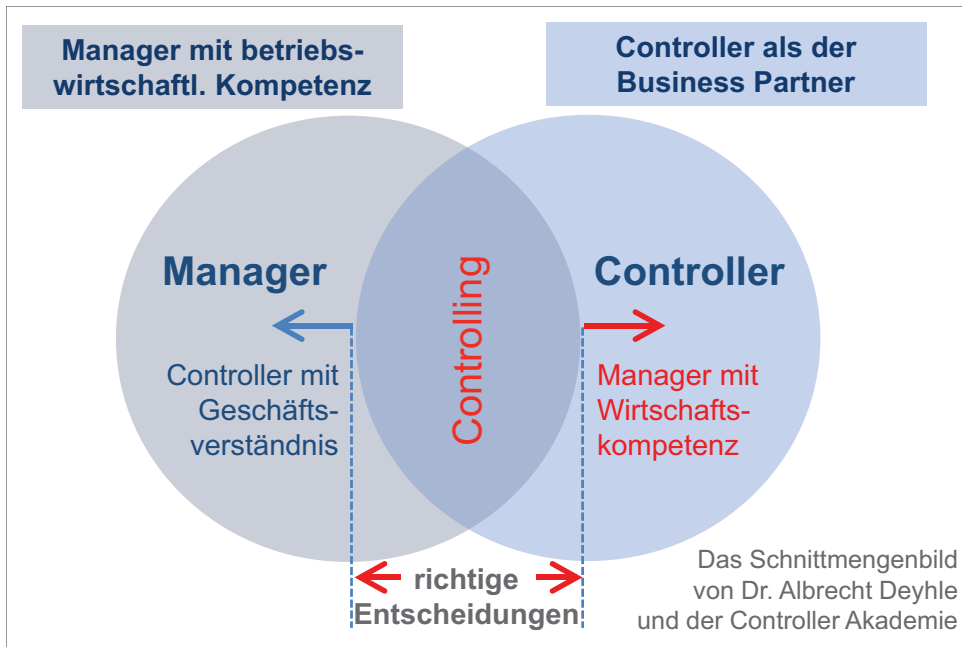 Manager mit betriebs-
wirtschaftl. Kompetenz
Controller als der
Business Partner
Manager
Controlling
Controller
Controller mit
Geschäfts-
verständnis
Manager mit
Wirtschafts-
kompetenz
richtige
Entscheidungen
Das Schnittmengenbild
von Dr. Albrecht Deyhle
und der Controller Akademie